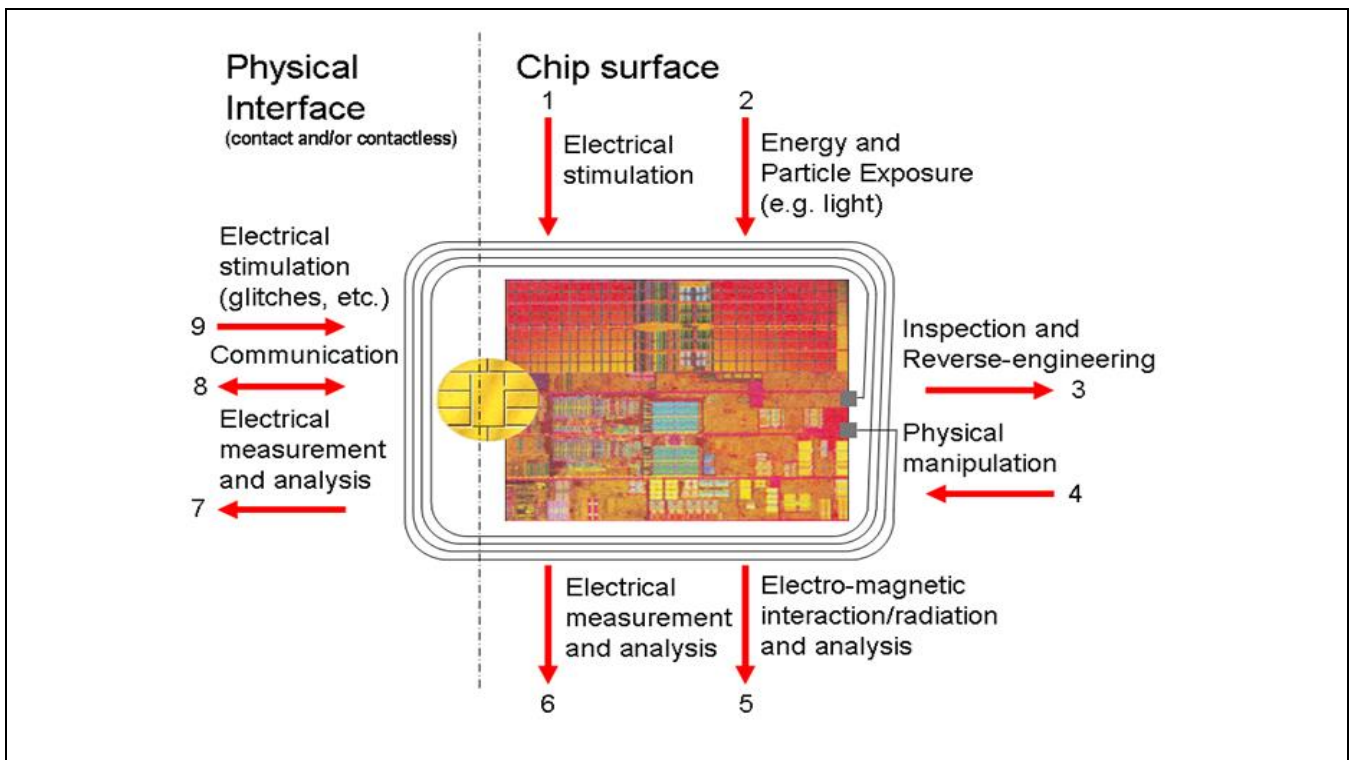 Physical
Interface
(contact and/or contactless)
Chip surface
1
Electrical
stimulation
2
Energy and
Particle Exposure
(e.g. light)
Electrical
stimulation
(glitches, etc.)
9
Communication
8
Electrical
measurement
and analysis
7
Inspection and
Reverse-engineering
3
Physical
manipulation
4
Electrical
measurement
and analysis
6
Electro-magnetic
interaction/radiation
and analysis
5